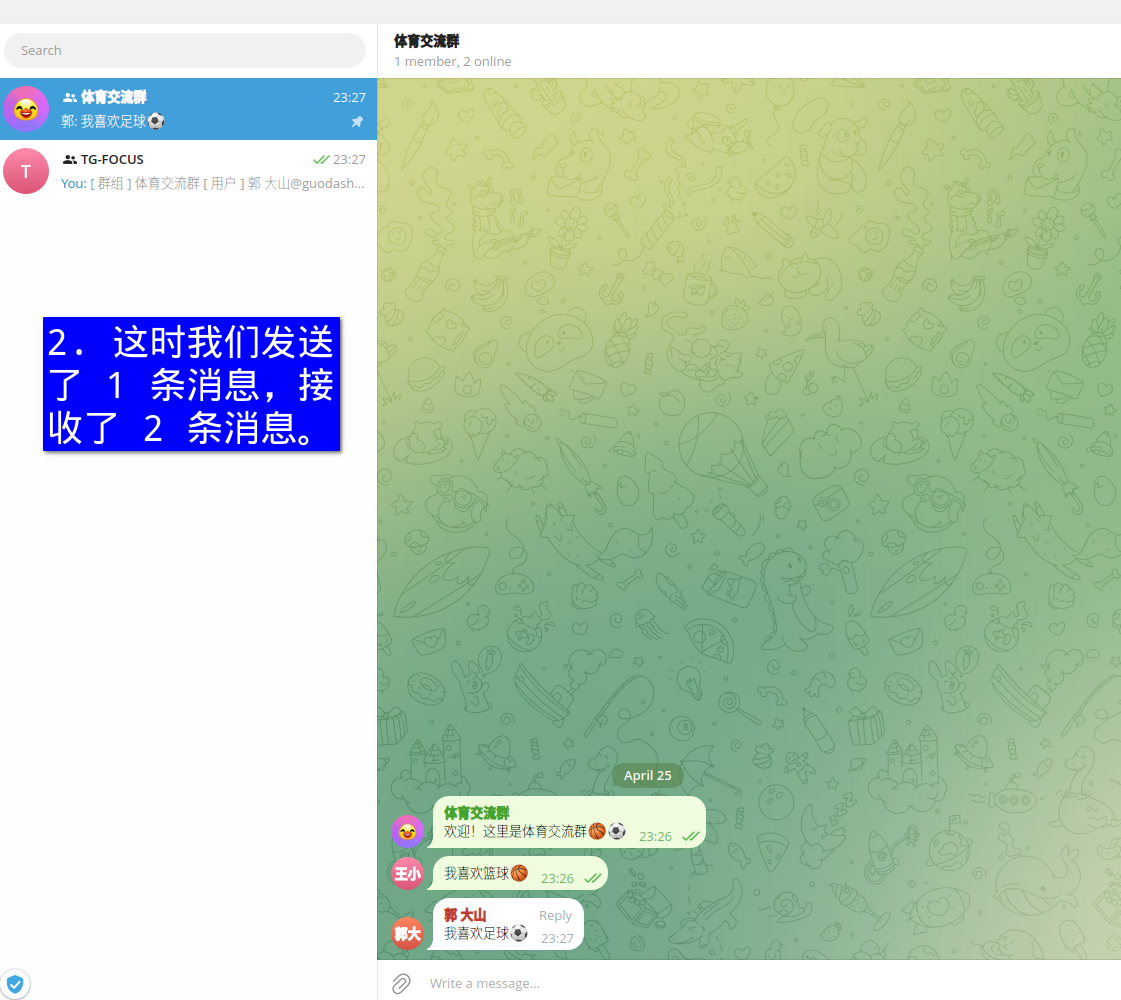 Search
体育交流群
23:27
郭: 我喜欢足球⚽
T
TG-FOCUS
23:27
You: [ 群组 ] 体育交流群 [ 用户 ] 郭 大山@guodash...
2. 这时我们发送
了 1 条消息，接
收了 2 条消息。
体育交流群
1 member, 2 online
April 25
体育交流群
欢迎！这里是体育交流群🏀⚽ 23:26
王小
我喜欢篮球🏀 23:26
郭 大山 Reply
郭大
我喜欢足球⚽ 23:27
Write a message...